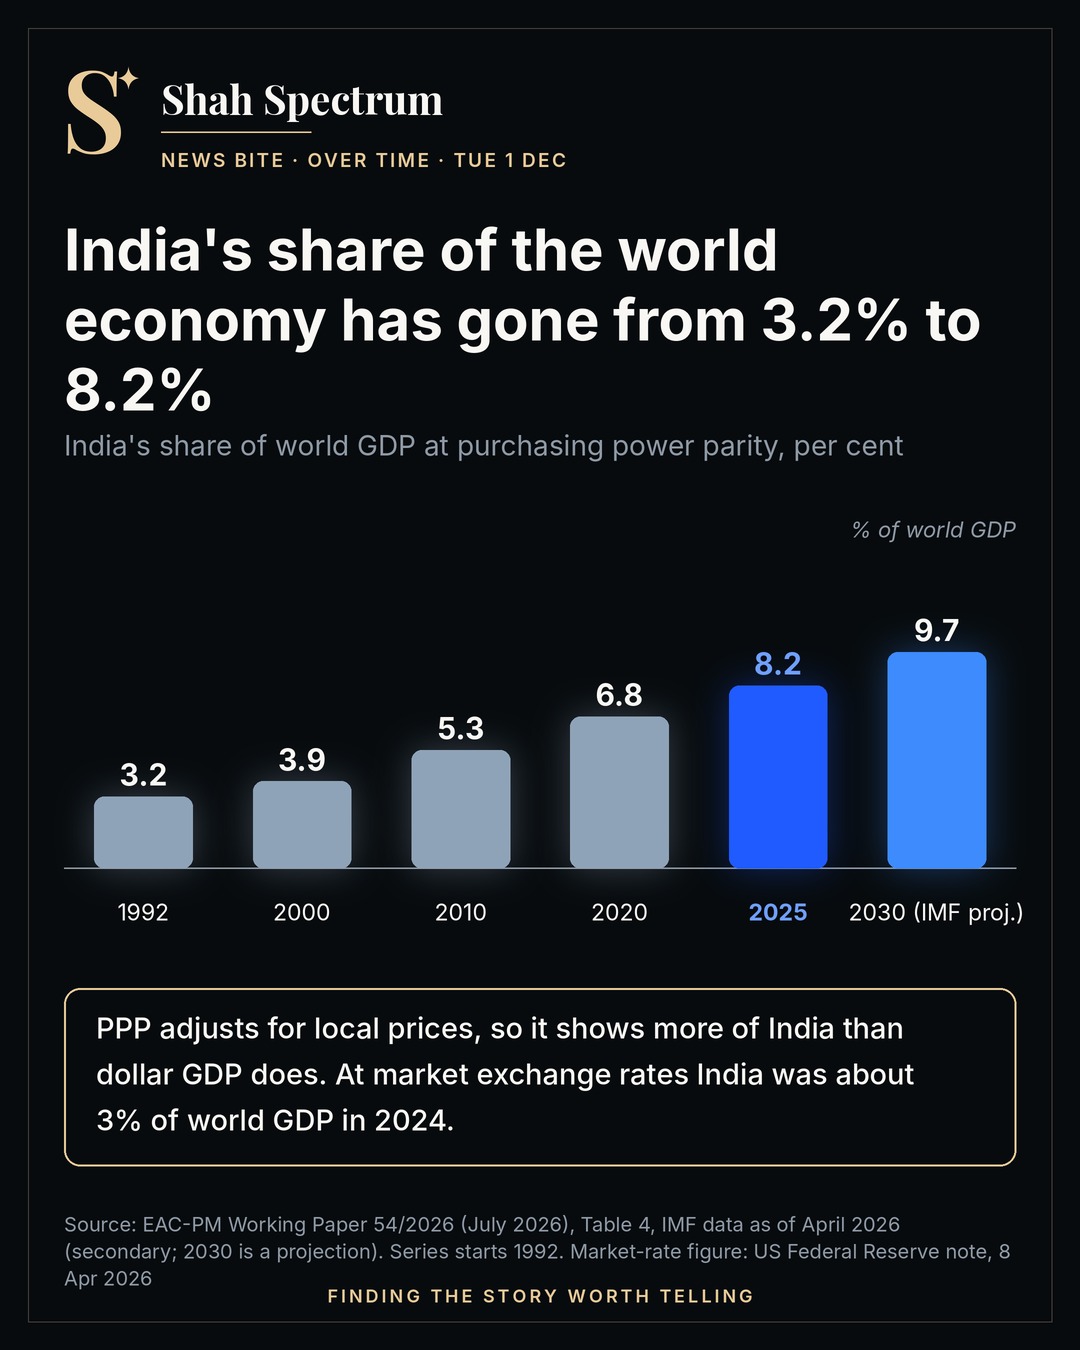 S
Shah Spectrum
NEWS BITE · OVER TIME · TUE 1 DEC
India's share of the world
economy has gone from 3.2% to
8.2%
India's share of world GDP at purchasing power parity, per cent
% of world GDP
3.2
3.9
5.3
6.8
8.2
9.7
1992
2000
2010
2020
2025
2030 (IMF proj.)
PPP adjusts for local prices, so it shows more of India than
dollar GDP does. At market exchange rates India was about
3% of world GDP in 2024.
Source: EAC-PM Working Paper 54/2026 (July 2026), Table 4, IMF data as of April 2026
(secondary; 2030 is a projection). Series starts 1992. Market-rate figure: US Federal Reserve note, 8
Apr 2026
FINDING THE STORY WORTH TELLING